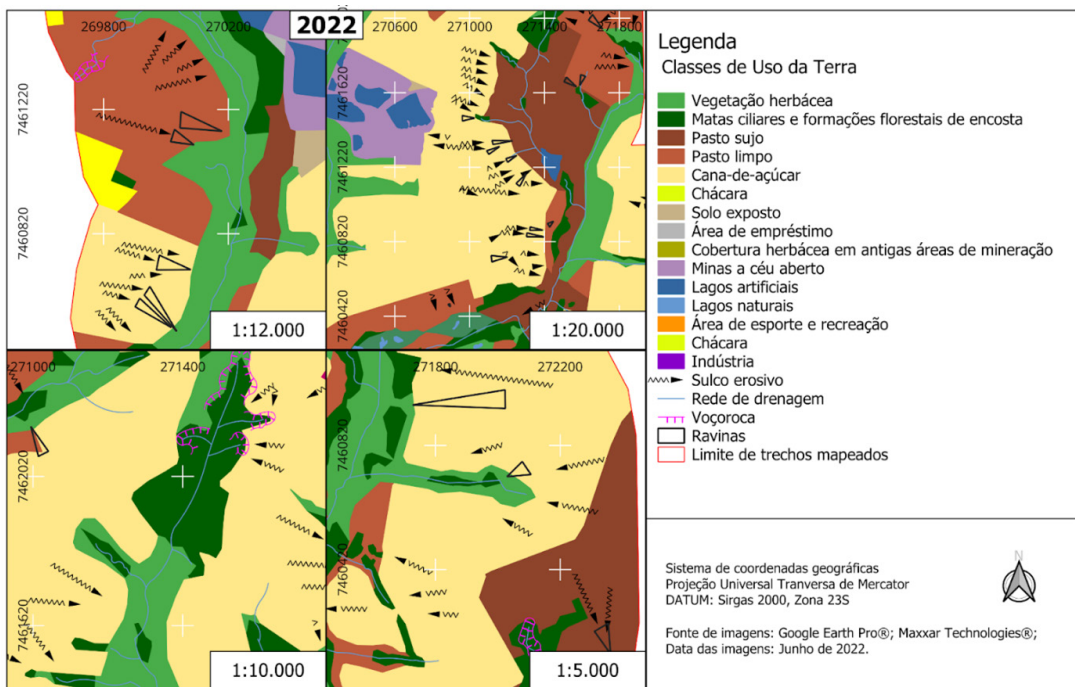 269800
270200
2022
7461220
7460820
1:12.000
270600
271000
271400
271800
7461620
7461220
7460820
7460420
1:20.000
271000
271400
7462020
7461620
1:10.000
271800
272200
7460820
7460420
1:5.000
Legenda
Classes de Uso da Terra
Vegetação herbácea
Matas ciliares e formações florestais de encosta
Pasto sujo
Pasto limpo
Cana-de-açúcar
Chácara
Solo exposto
Área de empréstimo
Cobertura herbácea em antigas áreas de mineração
Minas a céu aberto
Lagos artificiais
Lagos naturais
Área de esporte e recreação
Chácara
Indústria
Sulco erosivo
Rede de drenagem
Voçoroca
Ravinas
Limite de trechos mapeados
Sistema de coordenadas geográficas
Projeção Universal Tranversa de Mercator
DATUM: Sirgas 2000, Zona 23S
N
Fonte de imagens: Google Earth Pro®; Maxxar Technologies®;
Data das imagens: Junho de 2022.